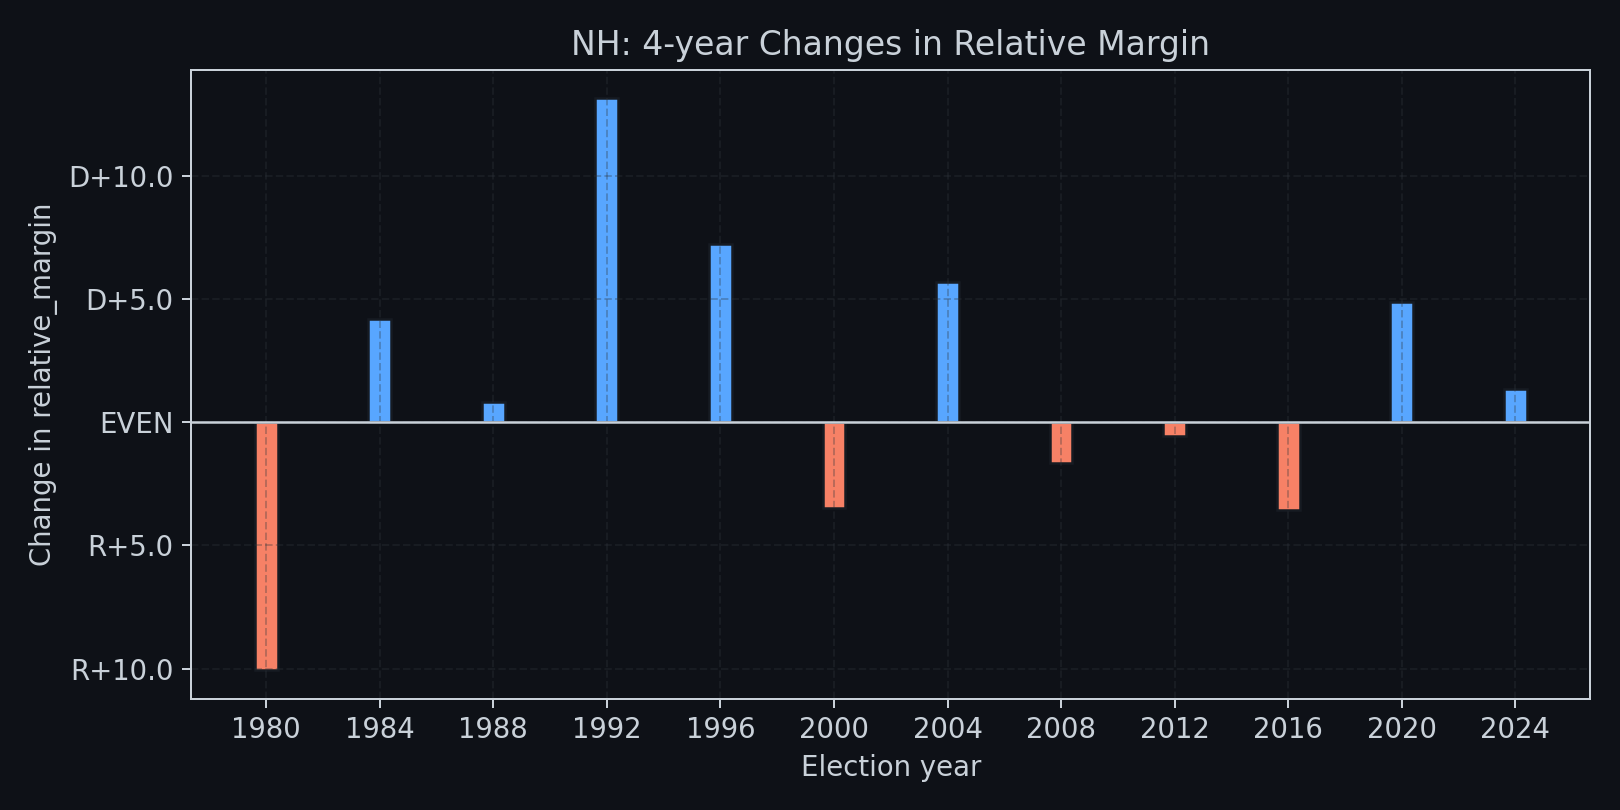 NH: 4-year Changes in Relative Margin
Change in relative_margin
D+10.0
D+5.0
EVEN
R+5.0
R+10.0
1980 1984 1988 1992 1996 2000 2004 2008 2012 2016 2020 2024
Election year